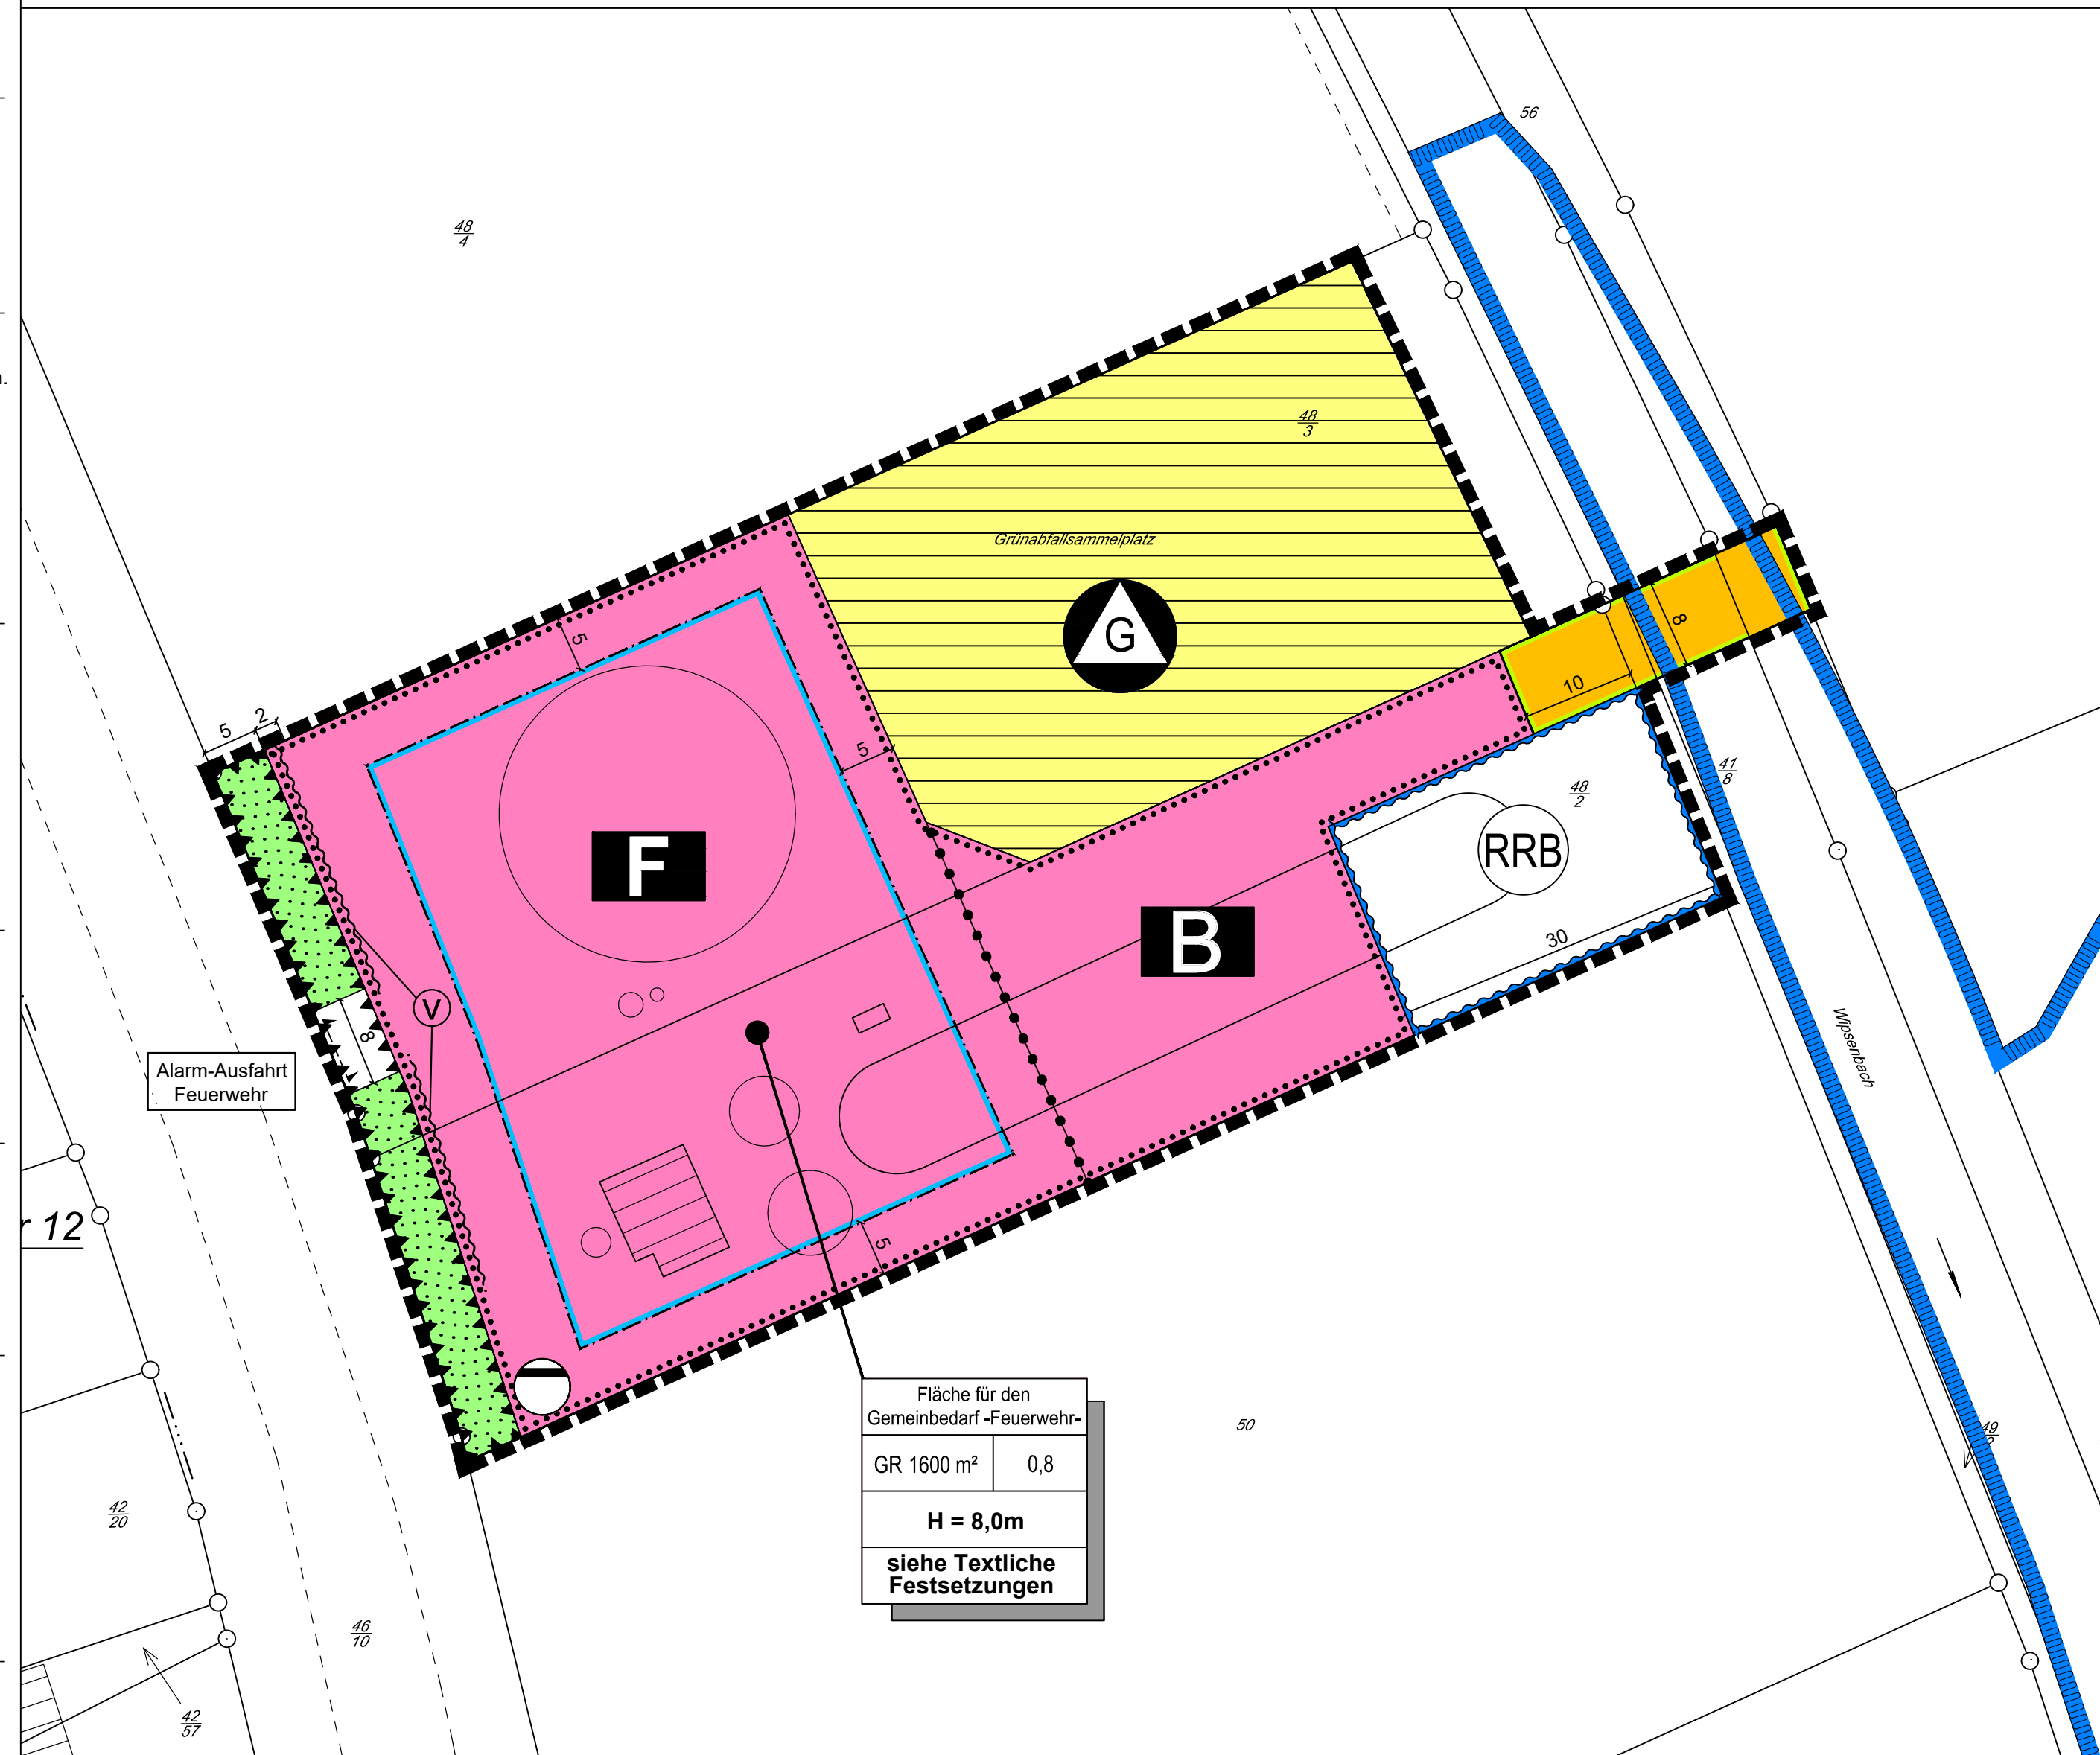 56
48
4
48
3
Grünabfallsammelplatz
G
5
8
10
5 2
5
F
48
2
41
8
RRB
B
30
V
8
Alarm-Ausfahrt
Feuerwehr
Wipsenbach
r 12
5
Fläche für den
Gemeinbedarf -Feuerwehr-
GR 1600 m² 0,8
H = 8,0m
siehe Textliche
Festsetzungen
50
49
42
20
46
10
42
57